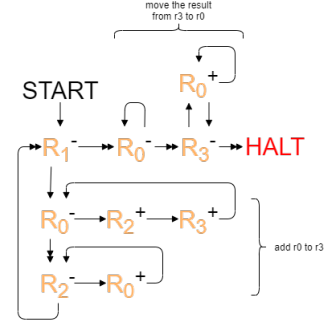 move the result
from r3 to r0
R0+
START
R1- R0- R3- HALT
R0- R2+ R3+
add r0 to r3
R2- R0+